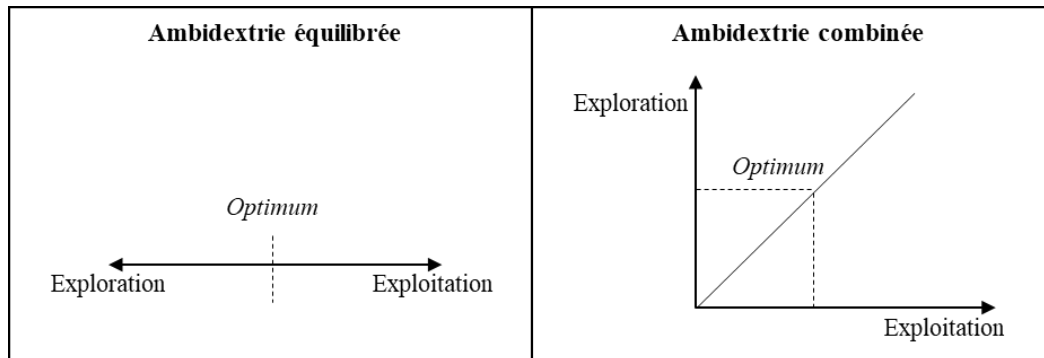 Ambidextrie équilibrée
Optimum
Exploration
Exploitation
Ambidextrie combinée
Exploration
Optimum
Exploitation